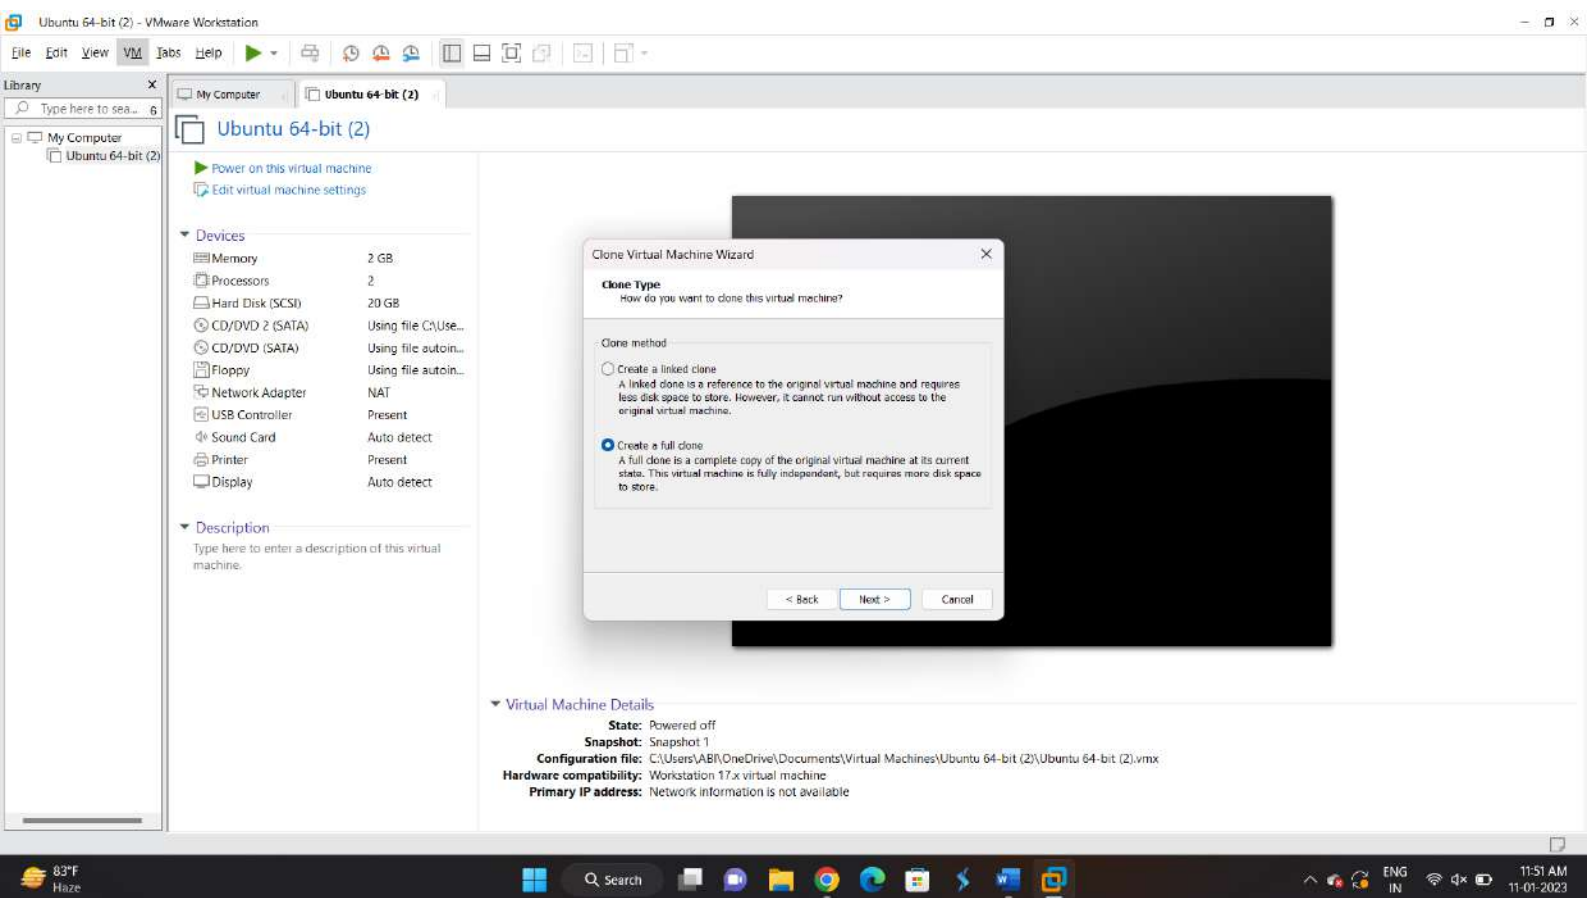 Ubuntu 64-bit (2) - VMware Workstation
File Edit View VM Tabs Help
Library
Type here to sea...
My Computer
Ubuntu 64-bit (2)
My Computer
Ubuntu 64-bit (2)
Ubuntu 64-bit (2)
Power on this virtual machine
Edit virtual machine settings
Devices
Memory 2 GB
Processors 2
Hard Disk (SCSI) 20 GB
CD/DVD 2 (SATA) Using file C:\Use...
CD/DVD (SATA) Using file autoin...
Floppy Using file autoin...
Network Adapter NAT
USB Controller Present
Sound Card Auto detect
Printer Present
Display Auto detect
Description
Type here to enter a description of this virtual
machine.
Clone Virtual Machine Wizard
Clone Type
How do you want to clone this virtual machine?
Clone method
Create a linked clone
A linked clone is a reference to the original virtual machine and requires
less disk space to store. However, it cannot run without access to the
original virtual machine.
Create a full clone
A full clone is a complete copy of the original virtual machine at its current
state. This virtual machine is fully independent, but requires more disk space
to store.
< Back Next > Cancel
Virtual Machine Details
State: Powered off
Snapshot: Snapshot 1
Configuration file: C:\Users\ABI\OneDrive\Documents\Virtual Machines\Ubuntu 64-bit (2)\Ubuntu 64-bit (2).vmx
Hardware compatibility: Workstation 17.x virtual machine
Primary IP address: Network information is not available
83°F
Haze
Search
ENG
IN
11:51 AM
11-01-2023